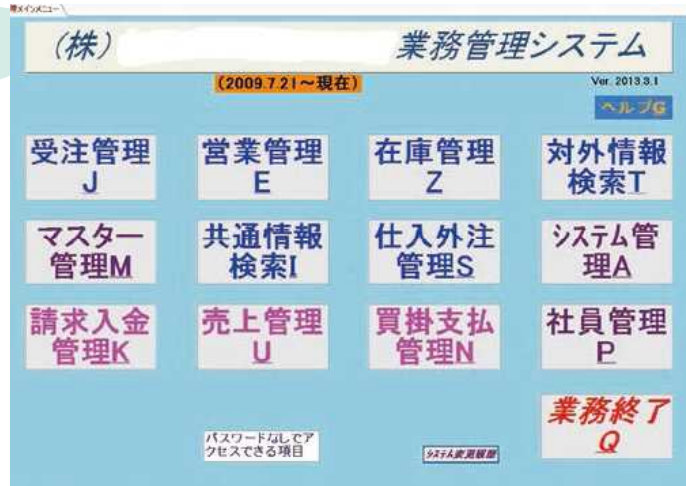 理メインメニュー
(株) 業務管理システム
(2009.7.21～現在)
Ver. 2013.3.1
ヘルプG
受注管理
J
営業管理
E
在庫管理
Z
対外情報
検索T
マスター
管理M
共通情報
検索I
仕入外注
管理S
システム管
理A
請求入金
管理K
売上管理
U
買掛支払
管理N
社員管理
P
業務終了
Q
パスワードなしでア
クセスできる項目
システム変更履歴